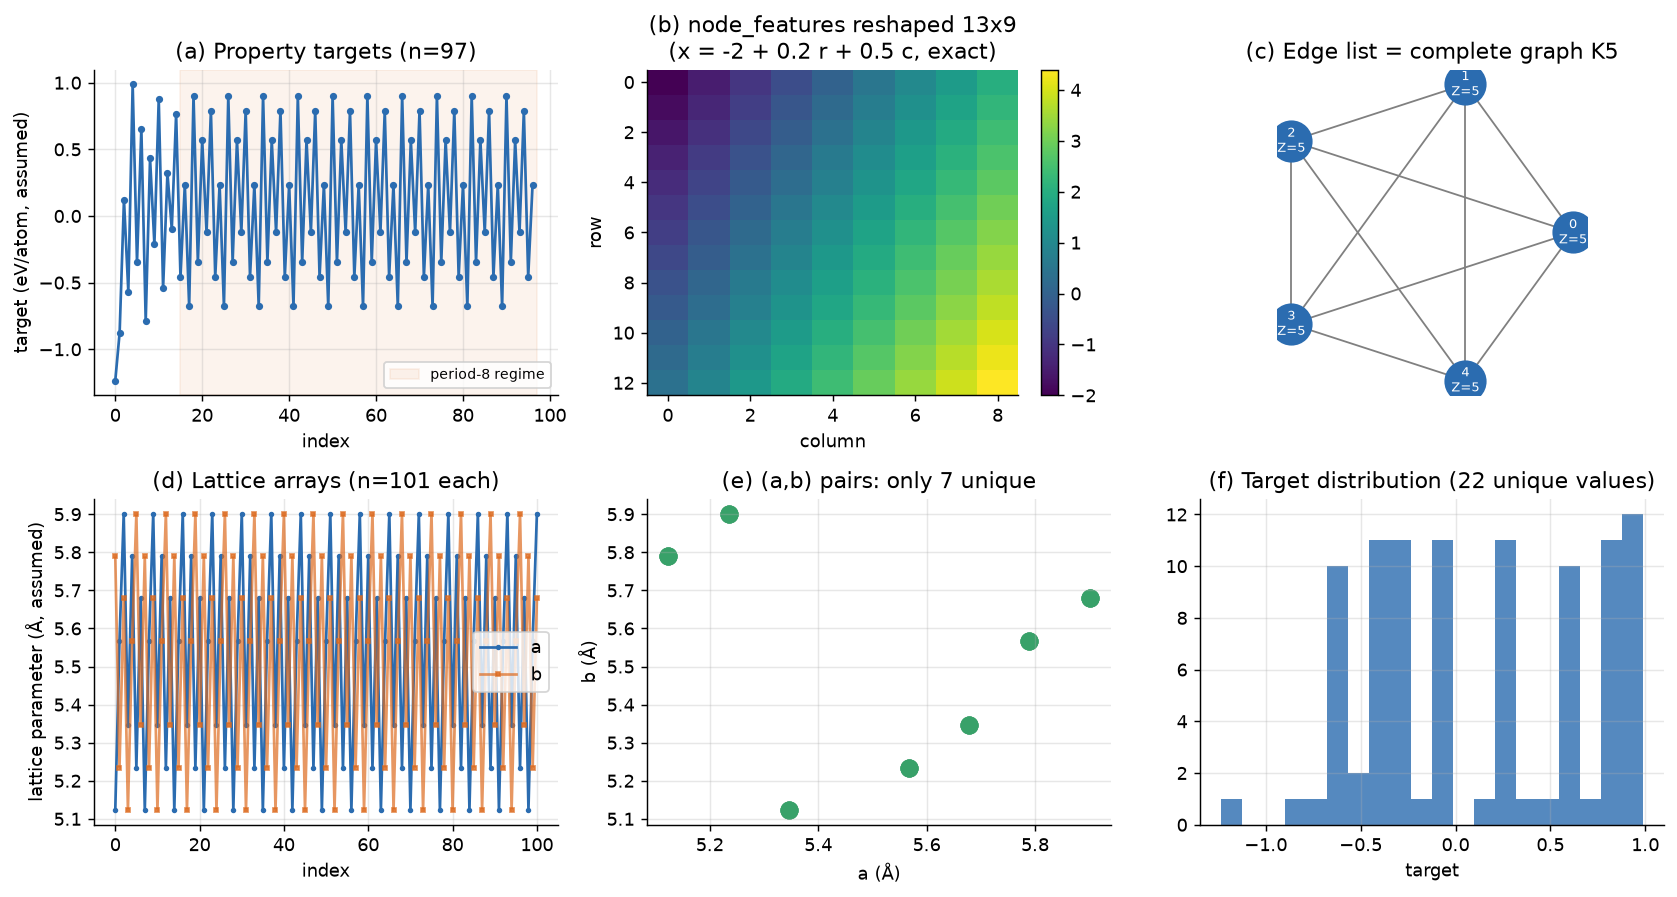 (a) Property targets (n=97)
1.0
0.5
0.0
−0.5
−1.0
target (eV/atom, assumed)
period-8 regime
0 20 40 60 80 100
index
(b) node_features reshaped 13x9
(x = -2 + 0.2 r + 0.5 c, exact)
0
2
4
6
8
10
12
row
0 2 4 6 8
column
4
3
2
1
0
−1
−2
(c) Edge list = complete graph K5
1
Z=5
2
Z=5
0
Z=5
3
Z=5
4
Z=5
(d) Lattice arrays (n=101 each)
5.9
5.8
5.7
5.6
5.5
5.4
5.3
5.2
5.1
lattice parameter (Å, assumed)
a
b
0 20 40 60 80 100
index
(e) (a,b) pairs: only 7 unique
5.9
5.8
5.7
5.6
5.5
5.4
5.3
5.2
5.1
b (Å)
5.2 5.4 5.6 5.8
a (Å)
(f) Target distribution (22 unique values)
12
10
8
6
4
2
0
−1.0 −0.5 0.0 0.5 1.0
target